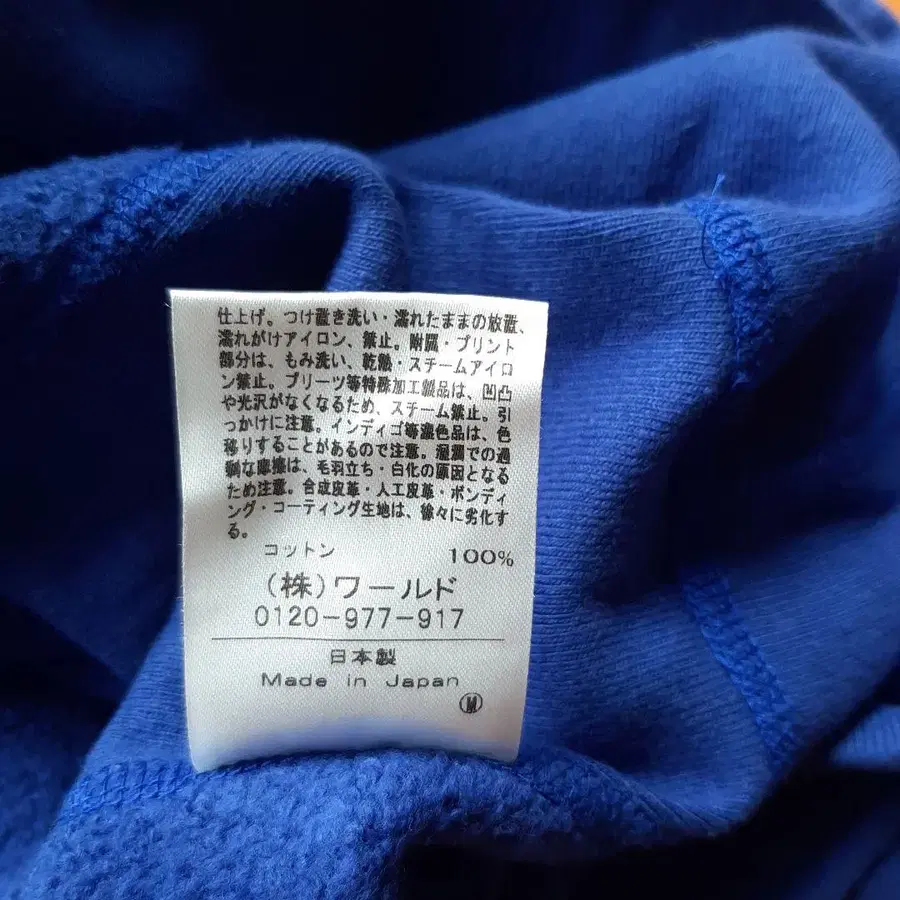 仕上げ。つけ置き洗い・濡れたままの放置、
濡れがけアイロン、禁止。附属・プリント
部分は、もみ洗い、乾熱・スチームアイロ
ン禁止。プリーツ等特殊加工製品は、凹凸
や光沢がなくなるため、スチーム禁止。引
っかけに注意。インディゴ等濃色品は、色
移りすることがあるので注意。湿潤での過
剰な摩擦は、毛羽立ち・白化の原因となる
ため注意。合成皮革・人工皮革・ボンディ
ング・コーティング生地は、徐々に劣化す
る。
コットン 100%
(株)ワールド
0120-977-917
日本製
Made in Japan
M